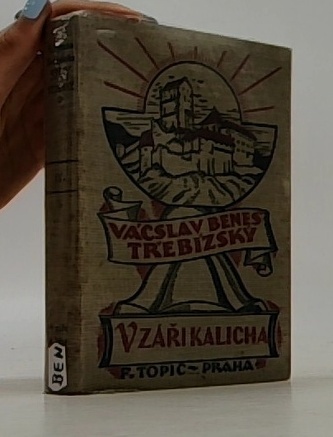 VÁCSLAV BENEŠ
TŘEBÍZSKÝ
V ZÁŘI KALICHA
F. TOPIČ - PRAHA
BEN